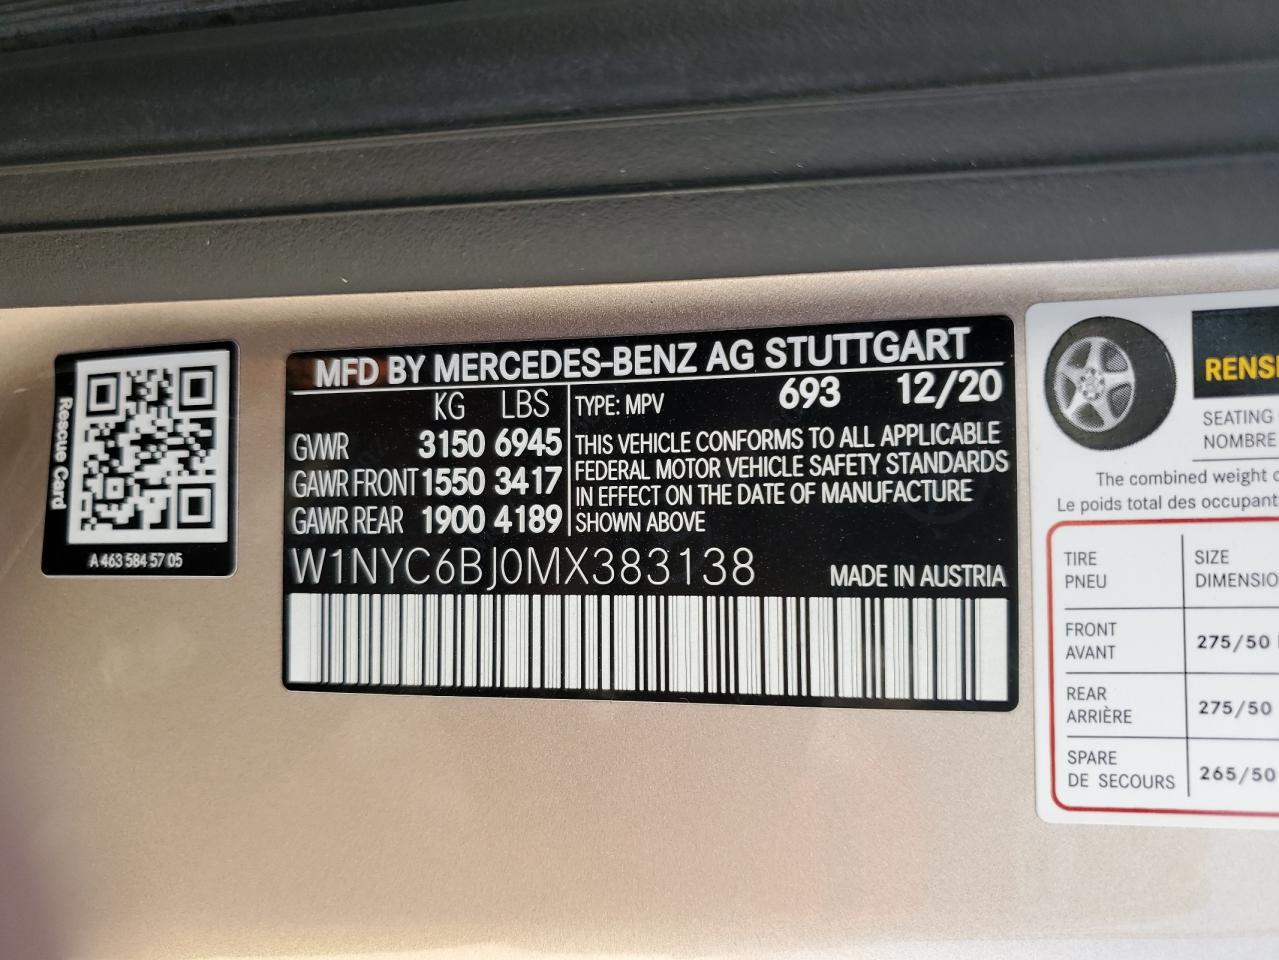 Rescue Card
A 463 584 57 05
MFD BY MERCEDES-BENZ AG STUTTGART
KG LBS
GVWR 3150 6945
GAWR FRONT 1550 3417
GAWR REAR 1900 4189
TYPE: MPV 693 12/20
THIS VEHICLE CONFORMS TO ALL APPLICABLE
FEDERAL MOTOR VEHICLE SAFETY STANDARDS
IN EFFECT ON THE DATE OF MANUFACTURE
SHOWN ABOVE
W1NYC6BJ0MX383138 MADE IN AUSTRIA
RENSE
SEATING
NOMBRE
The combined weight o
Le poids total des occupant
TIRE SIZE
PNEU DIMENSIO
FRONT
AVANT 275/50
REAR
ARRIÈRE 275/50
SPARE
DE SECOURS 265/50